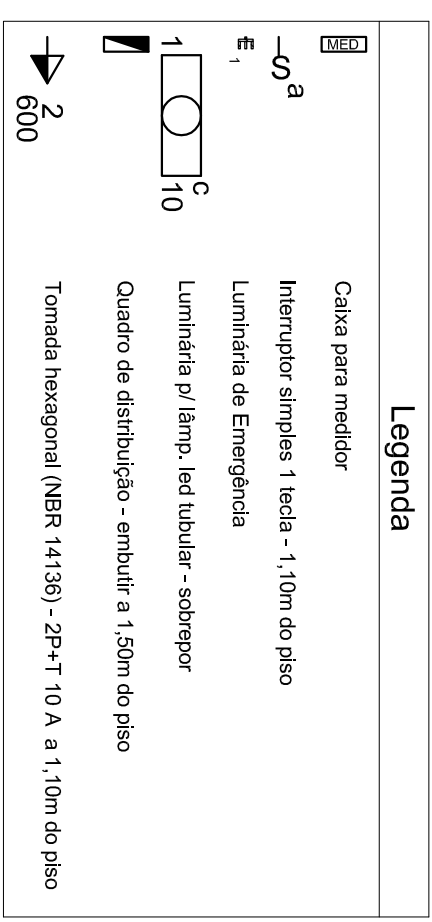 Legenda
MED Caixa para medidor
S a Interruptor simples 1 tecla - 1,10m do piso
E 1 Luminária de Emergência
1 c 10 Luminária p/ lâmp. led tubular - sobrepor
Quadro de distribuição - embutir a 1,50m do piso
2 600 Tomada hexagonal (NBR 14136) - 2P+T 10 A a 1,10m do piso